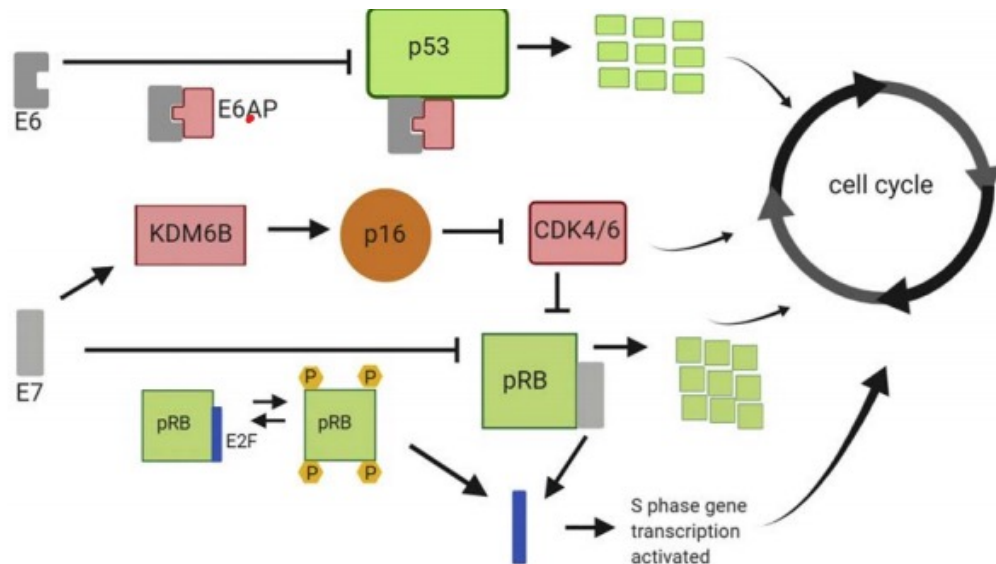 p53
E6
E6AP
cell cycle
KDM6B
p16
CDK4/6
E7
pRB
P P
pRB
E2F
pRB
P P
S phase gene
transcription
activated